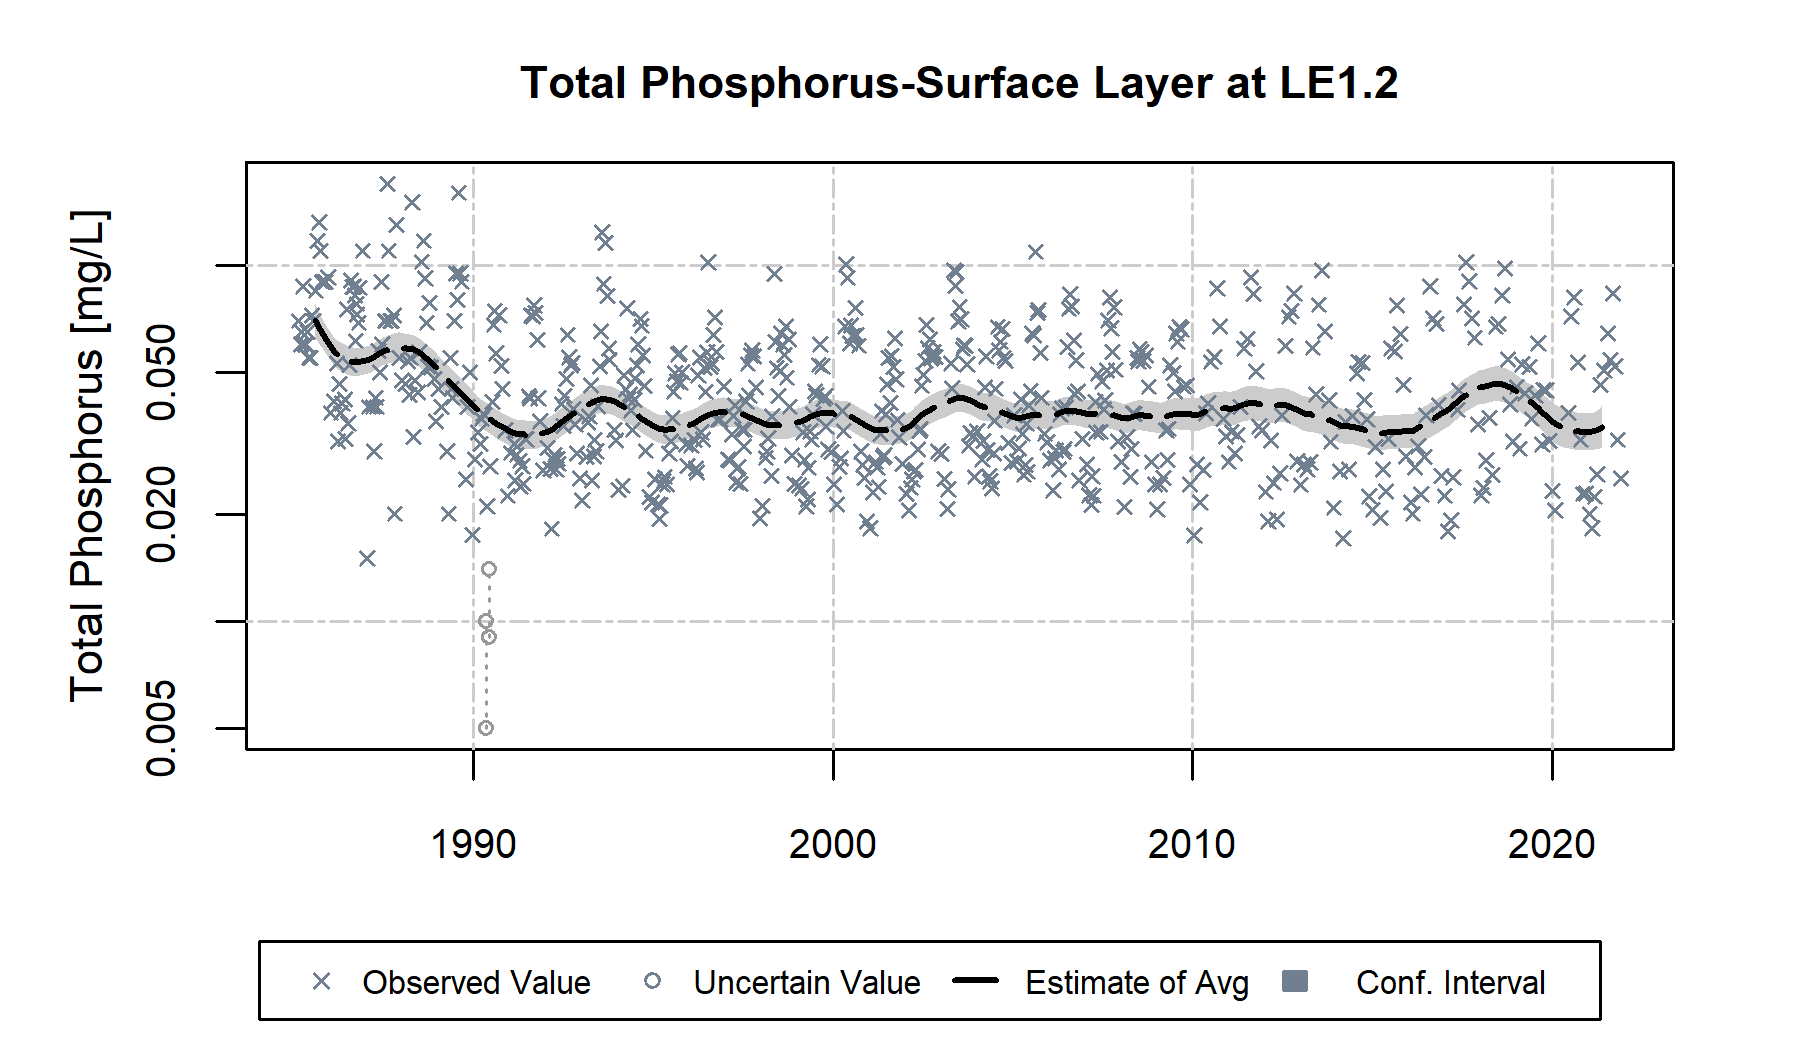 Total Phosphorus-Surface Layer at LE1.2
Total Phosphorus [mg/L]
0.050
0.020
0.005
1990
2000
2010
2020
Observed Value
Uncertain Value
Estimate of Avg
Conf. Interval